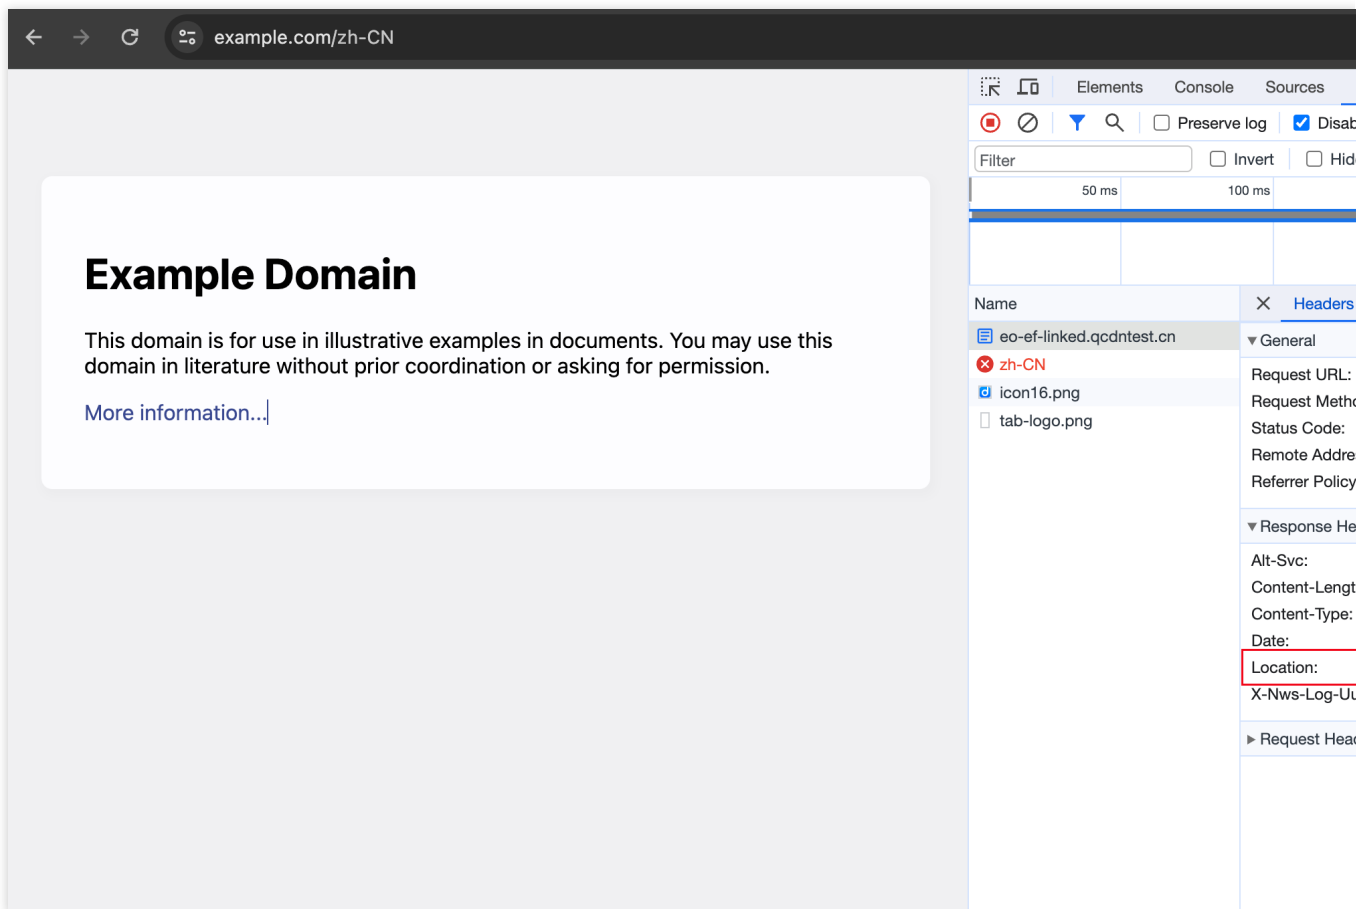 example.com/zh-CN
Elements Console Sources
Preserve log Disab
Filter Invert Hid
50 ms 100 ms
Example Domain
This domain is for use in illustrative examples in documents. You may use this
domain in literature without prior coordination or asking for permission.
More information...
Name
eo-ef-linked.qcdntest.cn
zh-CN
icon16.png
tab-logo.png
Headers
General
Request URL:
Request Metho
Status Code:
Remote Addre
Referrer Policy
Response He
Alt-Svc:
Content-Lengt
Content-Type:
Date:
Location:
X-Nws-Log-Uu
Request Head